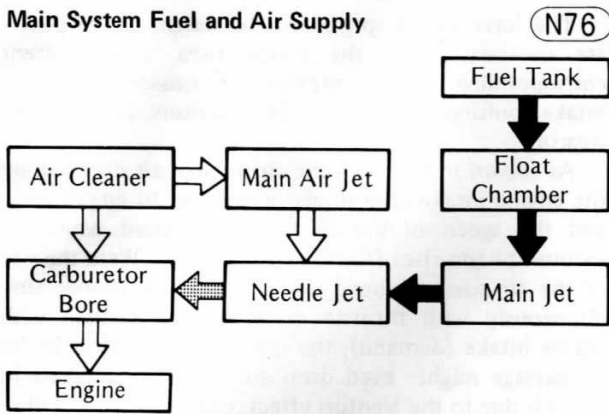 Main System Fuel and Air Supply
N76
Fuel Tank
Air Cleaner
Main Air Jet
Float
Chamber
Carburetor
Bore
Needle Jet
Main Jet
Engine